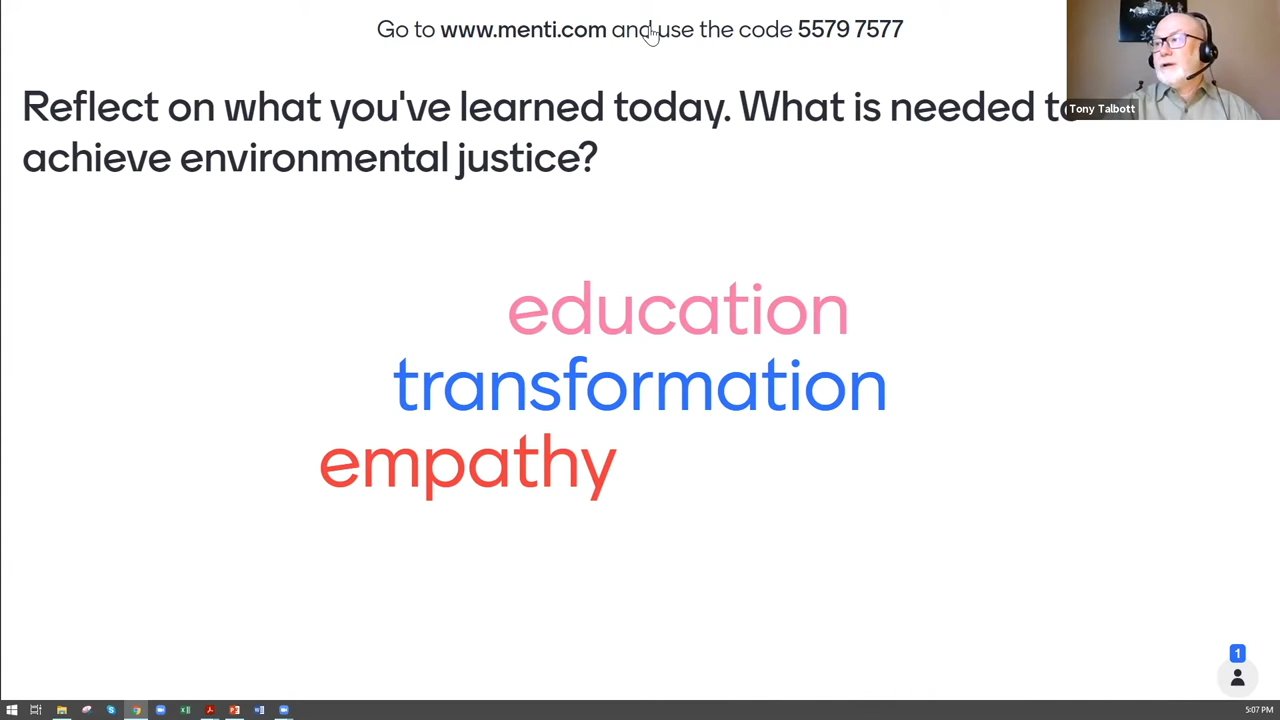 Go to www.menti.com and use the code 5579 7577
Reflect on what you've learned today. What is needed to
achieve environmental justice?
Tony Talbott
education
transformation
empathy
1
5:07 PM